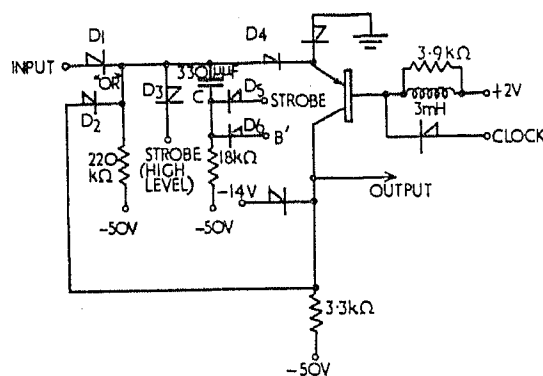 D1
D4
INPUT
"OR"
330µµF
3·9kΩ
D3
C
D5
STROBE
3mH
+2V
D2
D6
B'
CLOCK
220
kΩ
STROBE
(HIGH
LEVEL)
18kΩ
-14V
OUTPUT
-50V
-50V
3·3kΩ
-50V